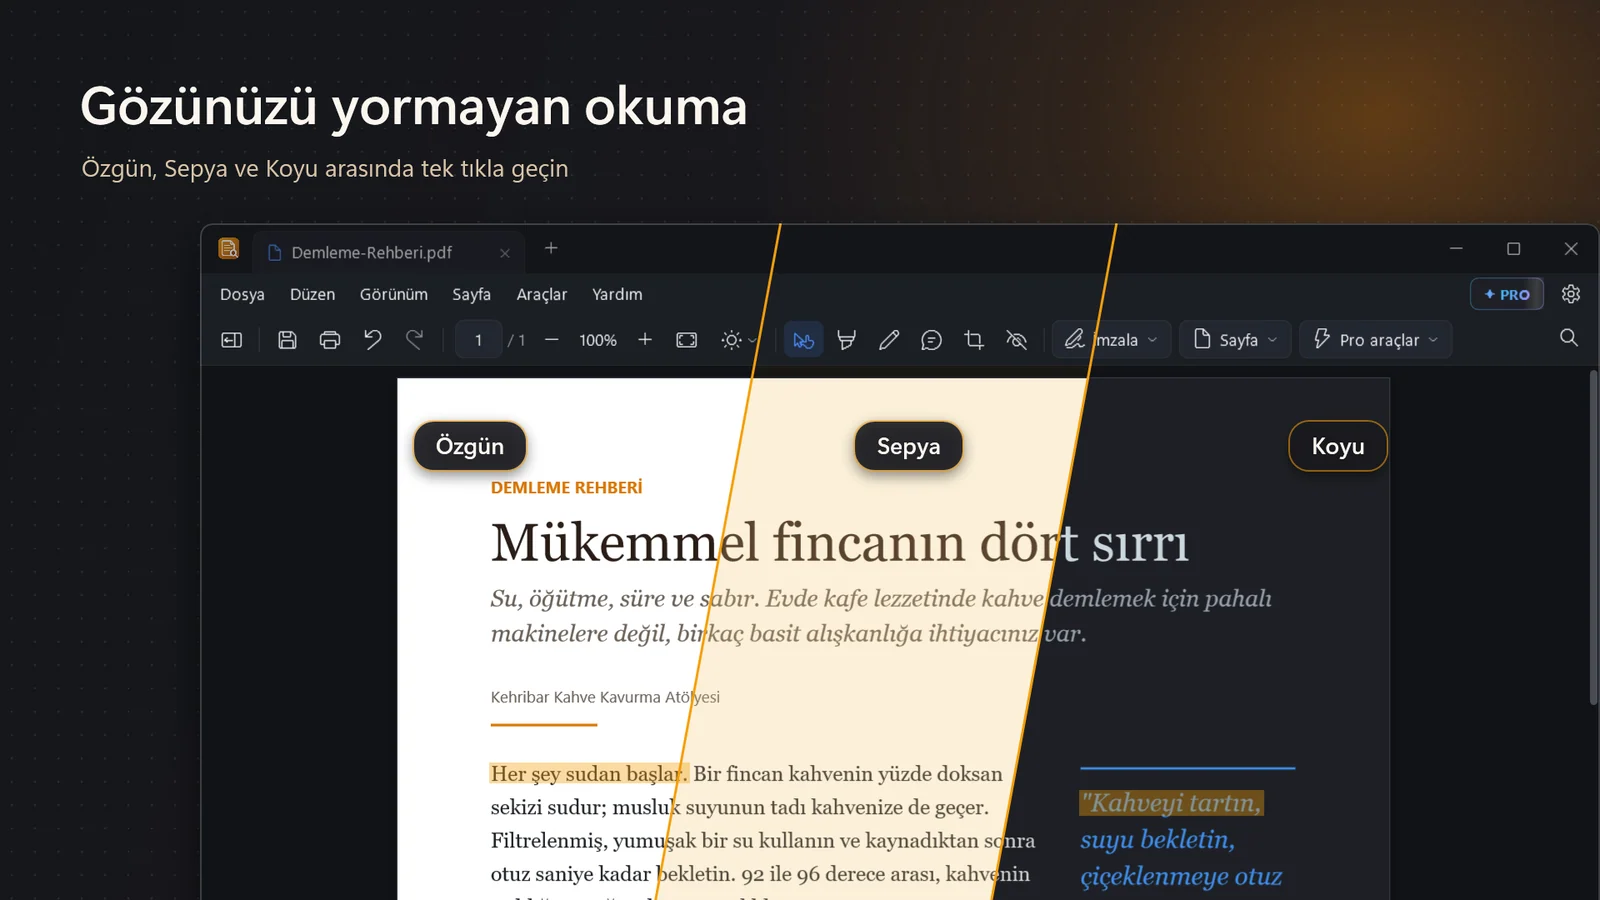 Gözünüzü yormayan okuma
Özgün, Sepya ve Koyu arasında tek tıkla geçin
Demleme-Rehberi.pdf
Dosya Düzen Görünüm Sayfa Araçlar Yardım
PRO
1 / 1 100% İmzala Sayfa Pro araçlar
Özgün
Sepya
Koyu
DEMLEME REHBERİ
Mükemmel fincanın dört sırrı
Su, öğütme, süre ve sabır. Evde kafe lezzetinde kahve demlemek için pahalı
makinelere değil, birkaç basit alışkanlığa ihtiyacınız var.
Kehribar Kahve Kavurma Atölyesi
Her şey sudan başlar. Bir fincan kahvenin yüzde doksan
sekizi sudur; musluk suyunun tadı kahvenize de geçer.
Filtrelenmiş, yumuşak bir su kullanın ve kaynadıktan sonra
otuz saniye kadar bekletin. 92 ile 96 derece arası, kahvenin
"Kahveyi tartın,
suyu bekletin,
çiçeklenmeye otuz